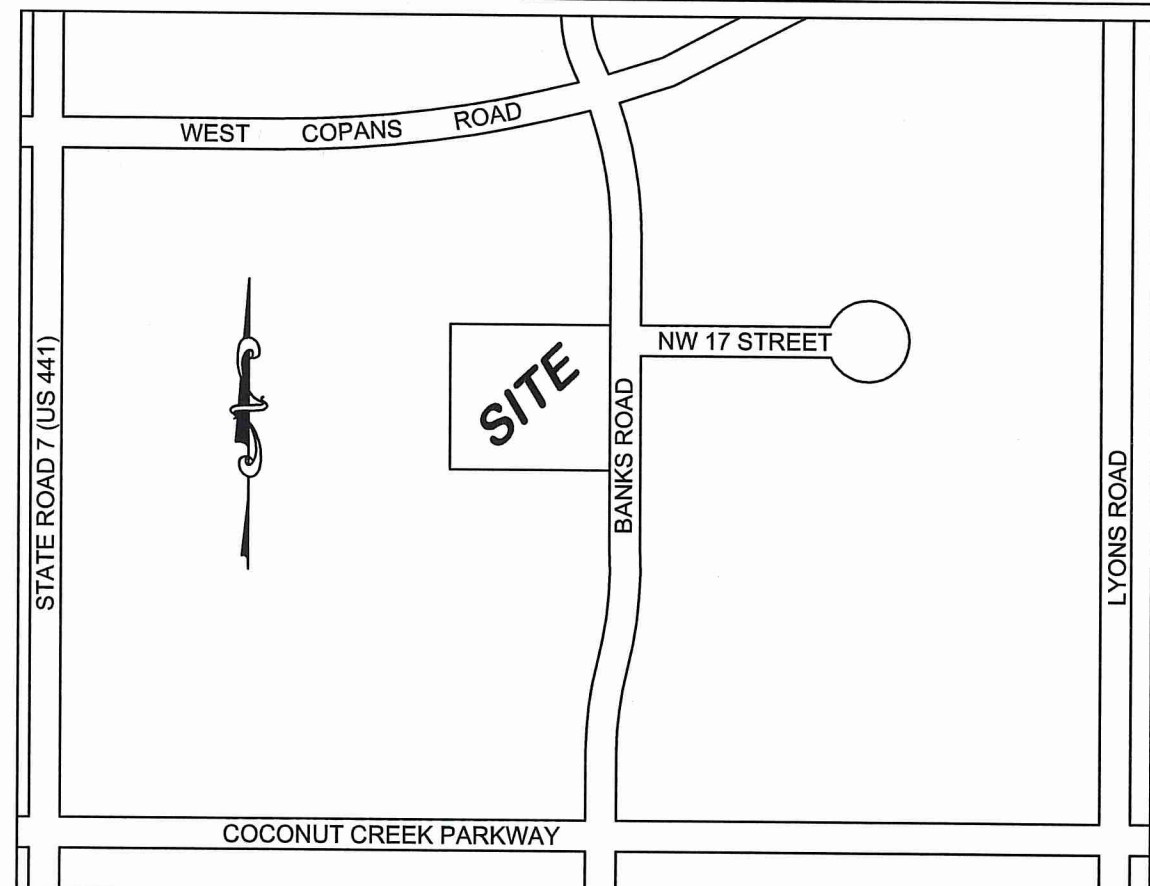 WEST COPANS ROAD
STATE ROAD 7 (US 441)
SITE
NW 17 STREET
BANKS ROAD
LYONS ROAD
COCONUT CREEK PARKWAY